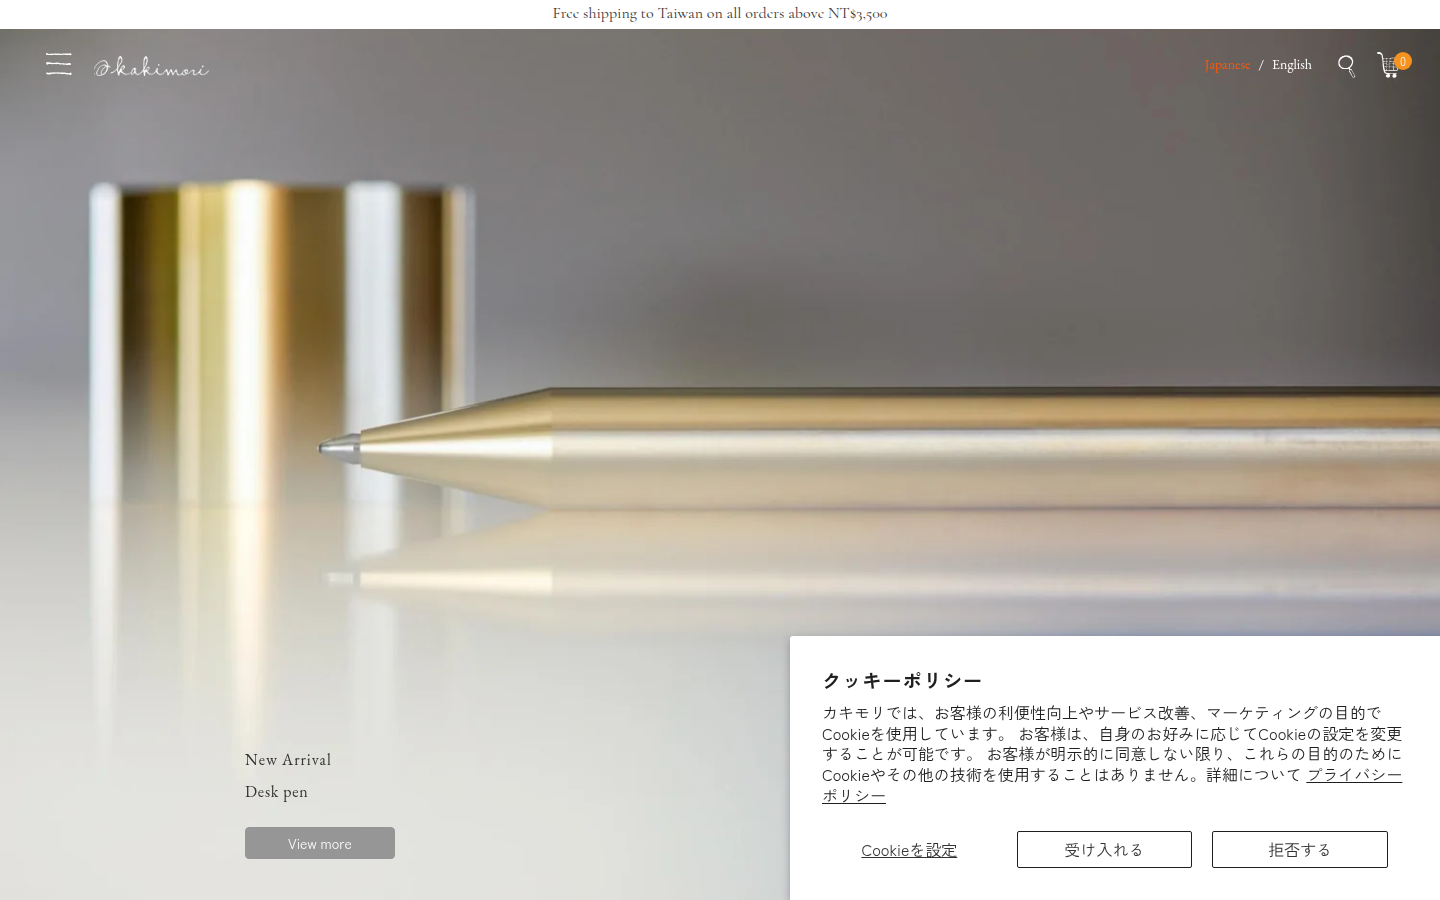 Free shipping to Taiwan on all orders above NT$3,500
kakimori
Japanese / English
0
New Arrival
Desk pen
View more
クッキーポリシー
カキモリでは、お客様の利便性向上やサービス改善、マーケティングの目的で
Cookieを使用しています。 お客様は、自身のお好みに応じてCookieの設定を変更
することが可能です。 お客様が明示的に同意しない限り、これらの目的のために
Cookieやその他の技術を使用することはありません。詳細について プライバシー
ポリシー
Cookieを設定
受け入れる
拒否する